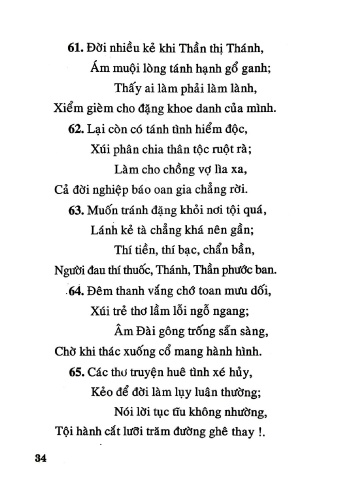 61. Đời nhiều kẻ khi Thần thị Thánh,
Ám muội lòng tánh hạnh gổ ganh;
Thấy ai làm phải làm lành,
Xiểm gièm cho đặng khoe danh của mình.
62. Lại còn có tánh tình hiểm độc,
Xúi phân chia thân tộc ruột rà;
Làm cho chồng vợ lìa xa,
Cả đời nghiệp báo oan gia chẳng rời.
63. Muốn tránh đặng khỏi nơi tội quá,
Lánh kẻ tà chẳng khá nên gần;
Thí tiền, thí bạc, chẩn bần,
Người đau thí thuốc, Thánh, Thần phước ban.
64. Đêm thanh vắng chớ toan mưu dối,
Xúi trẻ thơ lầm lỗi ngỗ ngang;
Âm Đài gông trống sẵn sàng,
Chờ khi thác xuống cổ mang hành hình.
65. Các thơ truyện huê tình xé hủy,
Kẻo để đời làm lụy luân thường;
Nói lời tục tĩu không nhường,
Tội hành cắt lưỡi trăm đường ghê thay !.
34